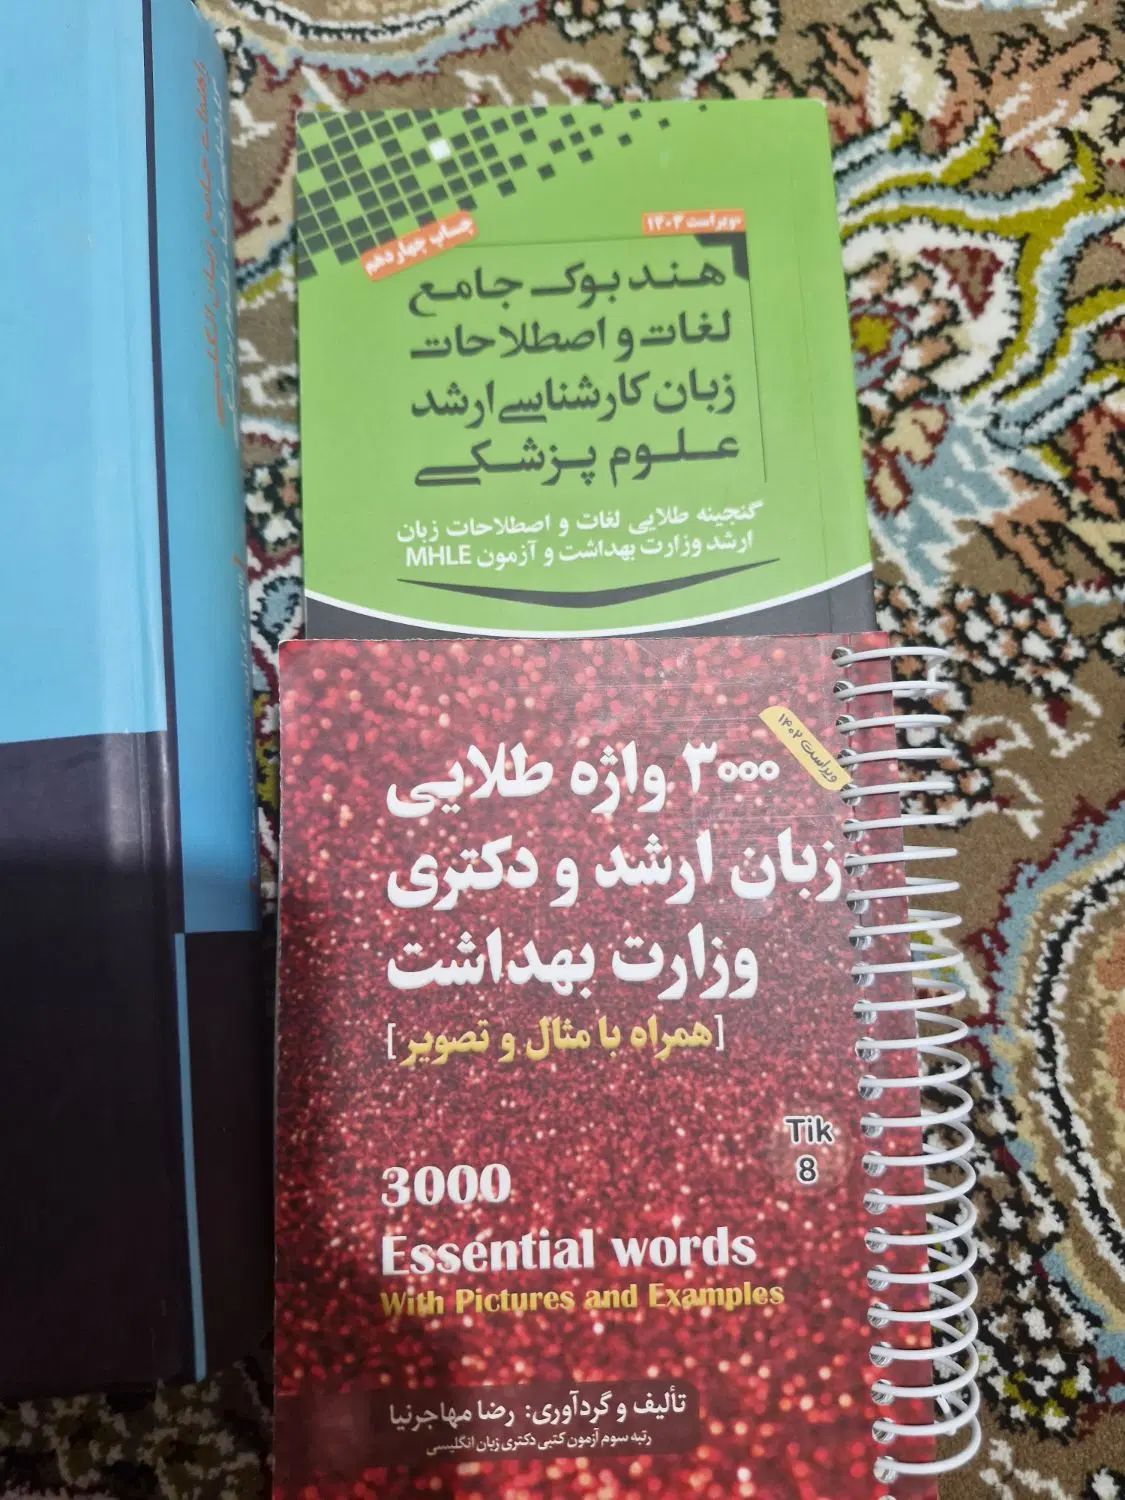 ویراست ۱۴۰۳
چاپ چهاردهم
هندبوک جامع
لغات و اصطلاحات
زبان کارشناسی ارشد
علوم پزشکی
گنجینه طلایی لغات و اصطلاحات زبان
ارشد وزارت بهداشت و آزمون MHLE
ویراست ۱۴۰۲
۳۰۰۰ واژه طلایی
زبان ارشد و دکتری
وزارت بهداشت
[همراه با مثال و تصویر]
Tik
8
3000
Essential words
With Pictures and Examples
تألیف و گردآوری: رضا مهاجرنیا
رتبه سوم آزمون کتبی دکتری زبان انگلیسی
جامع زبان انگلیسی